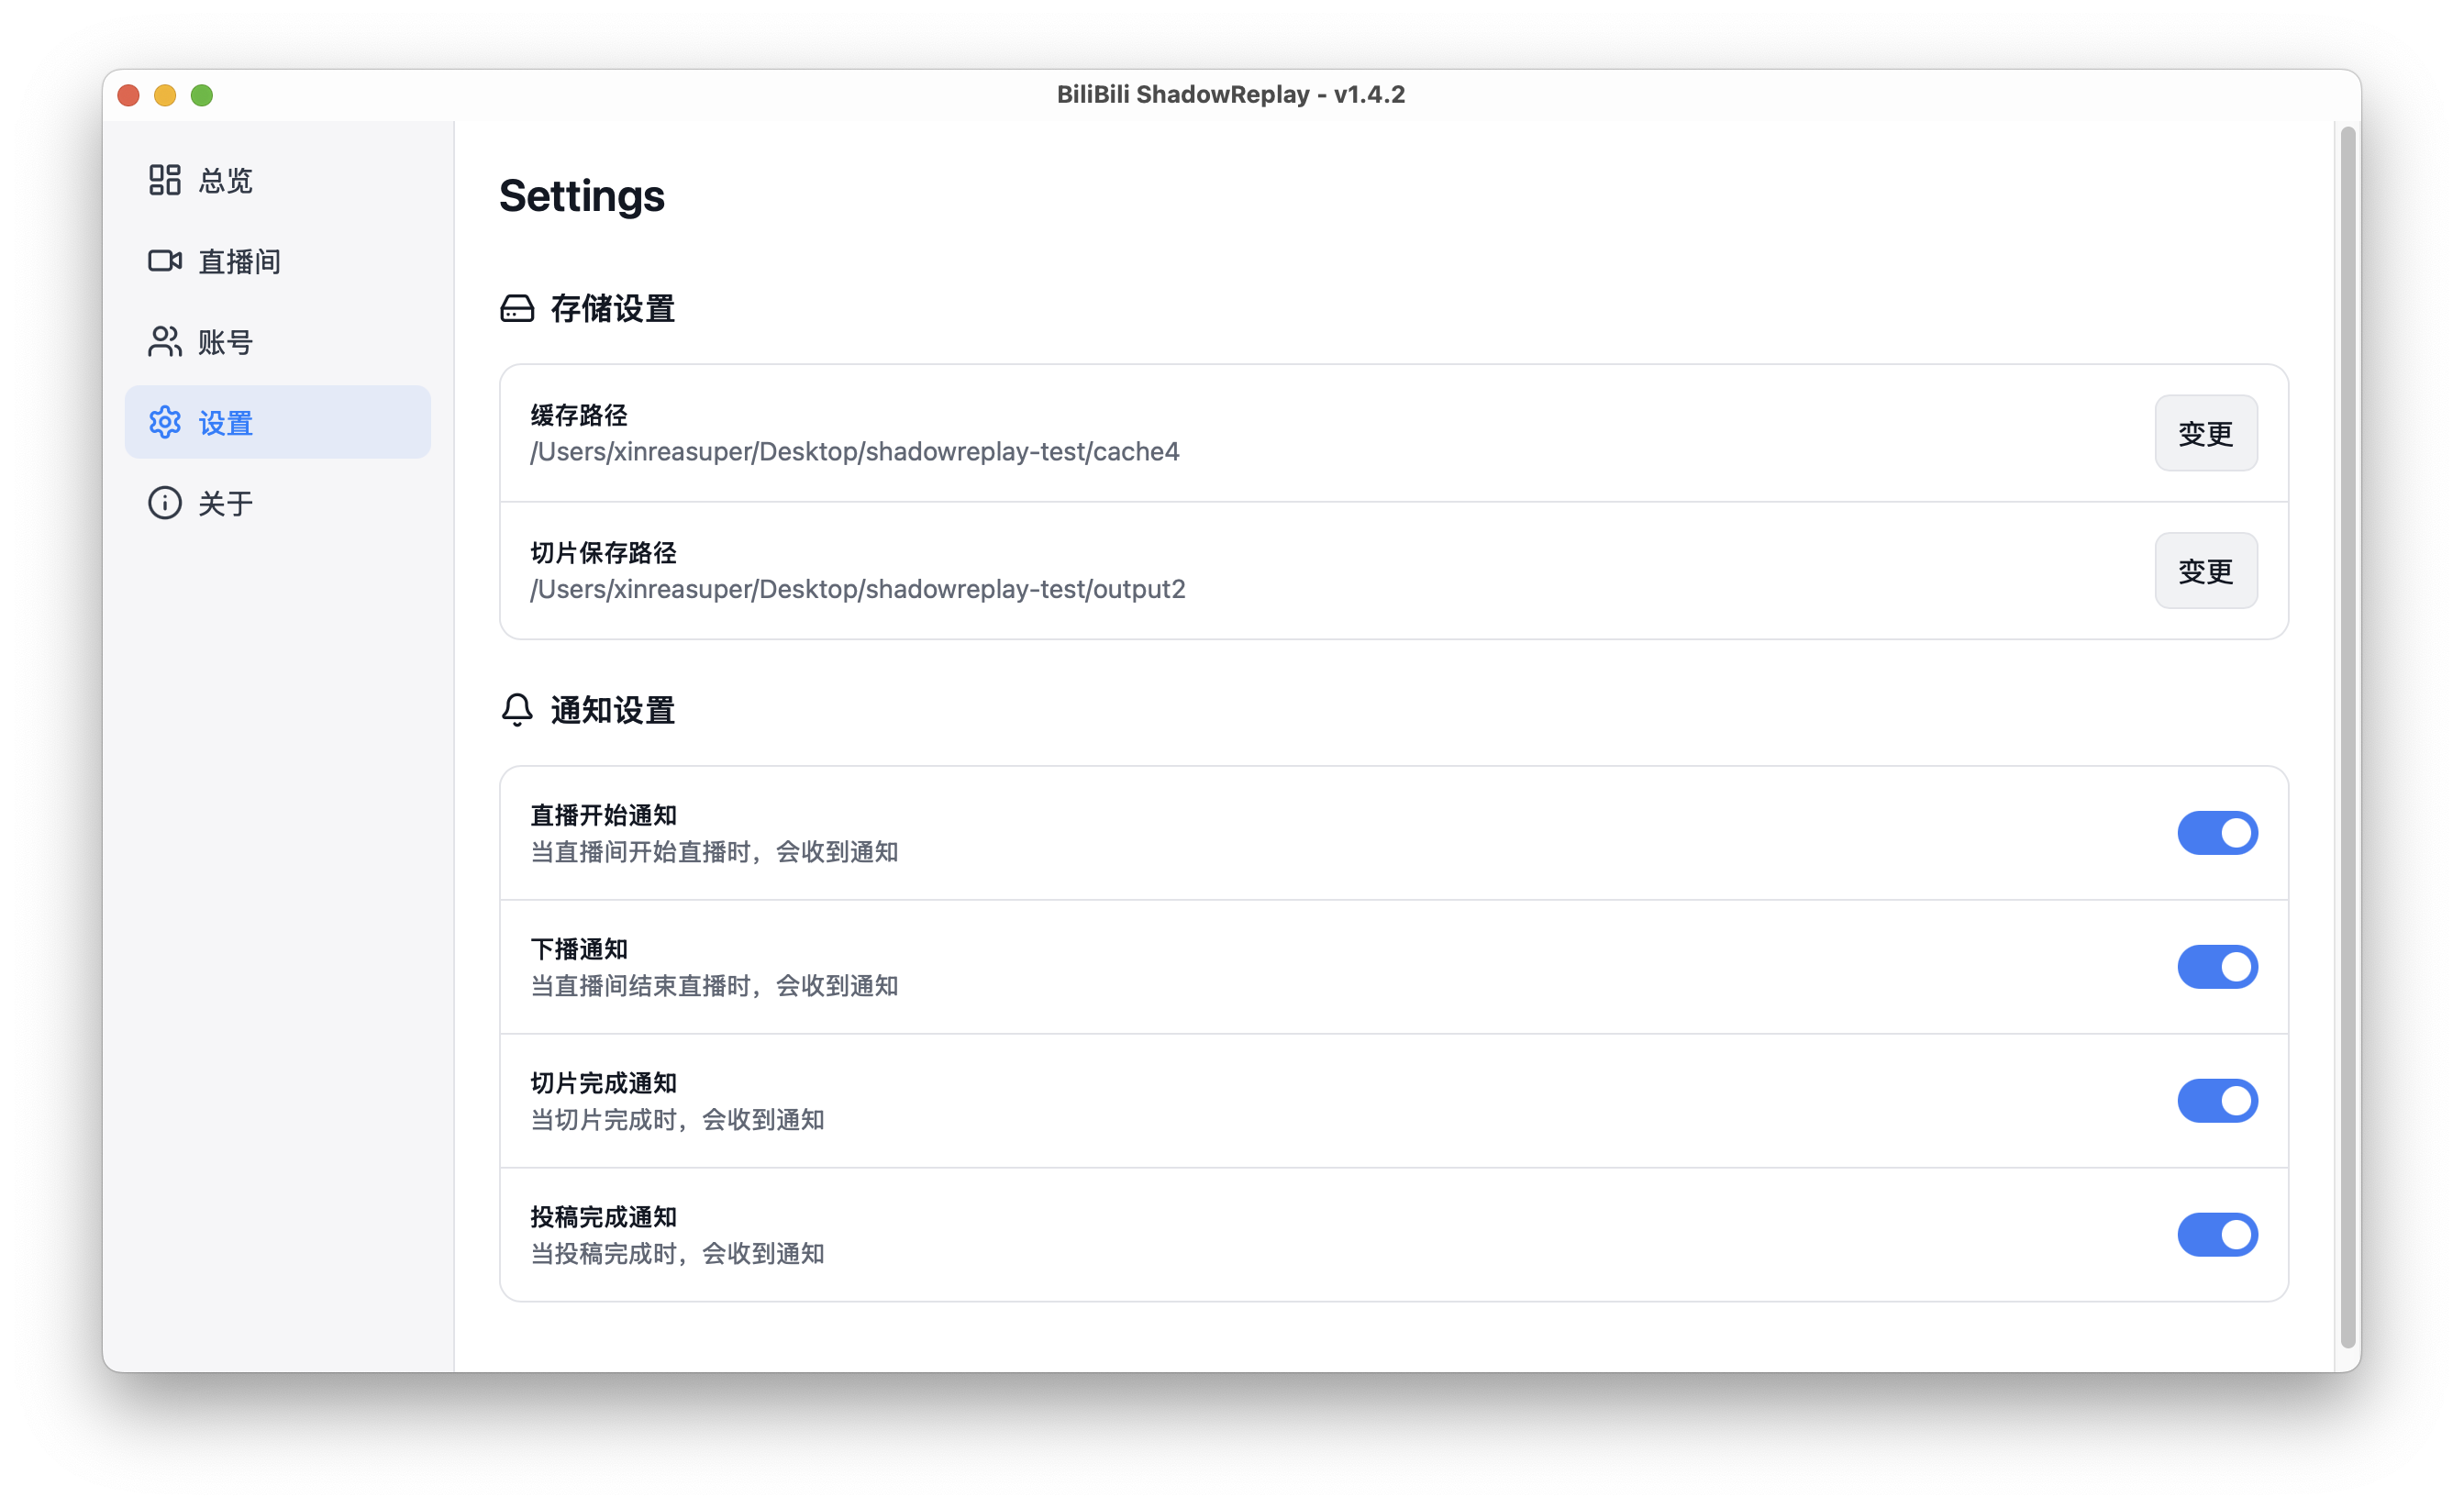 BiliBili ShadowReplay - v1.4.2
总览
直播间
账号
设置
关于
Settings
存储设置
缓存路径
/Users/xinreasuper/Desktop/shadowreplay-test/cache4
变更
切片保存路径
/Users/xinreasuper/Desktop/shadowreplay-test/output2
变更
通知设置
直播开始通知
当直播间开始直播时，会收到通知
下播通知
当直播间结束直播时，会收到通知
切片完成通知
当切片完成时，会收到通知
投稿完成通知
当投稿完成时，会收到通知